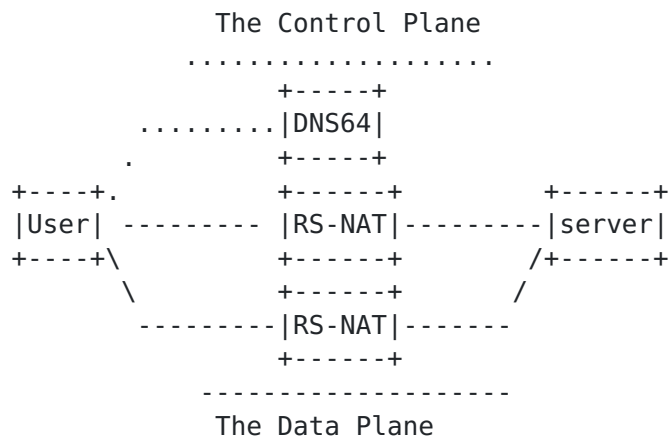 The Control Plane
DNS64
User
RS-NAT
server
RS-NAT
The Data Plane